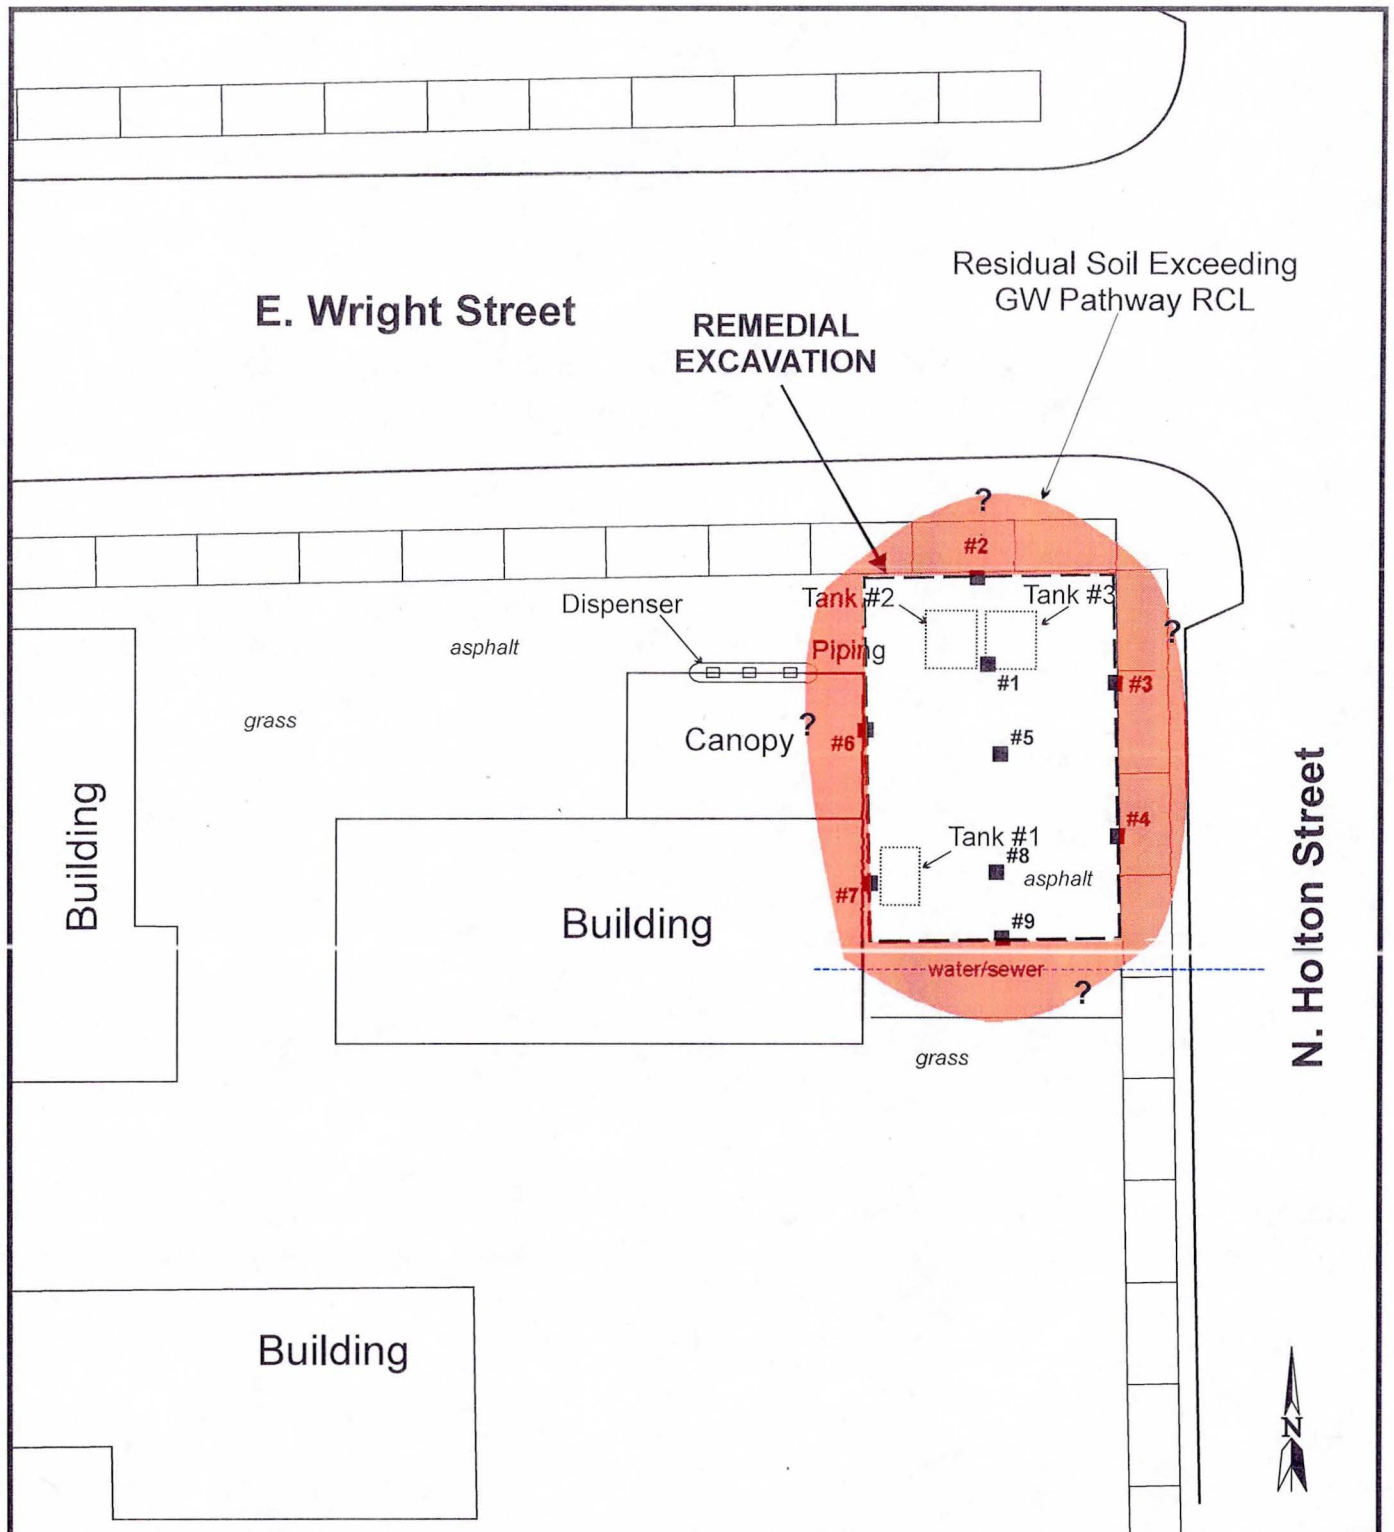 Residual Soil Exceeding
GW Pathway RCL
E. Wright Street
REMEDIAL
EXCAVATION
?
#2
Dispenser
Tank #2
Tank #3
asphalt
Piping
?
#1
#3
grass
?
Canopy
#6
#5
Building
N. Holton Street
#4
Tank #1
#8
asphalt
#7
Building
#9
water/sewer
?
grass
Building
N